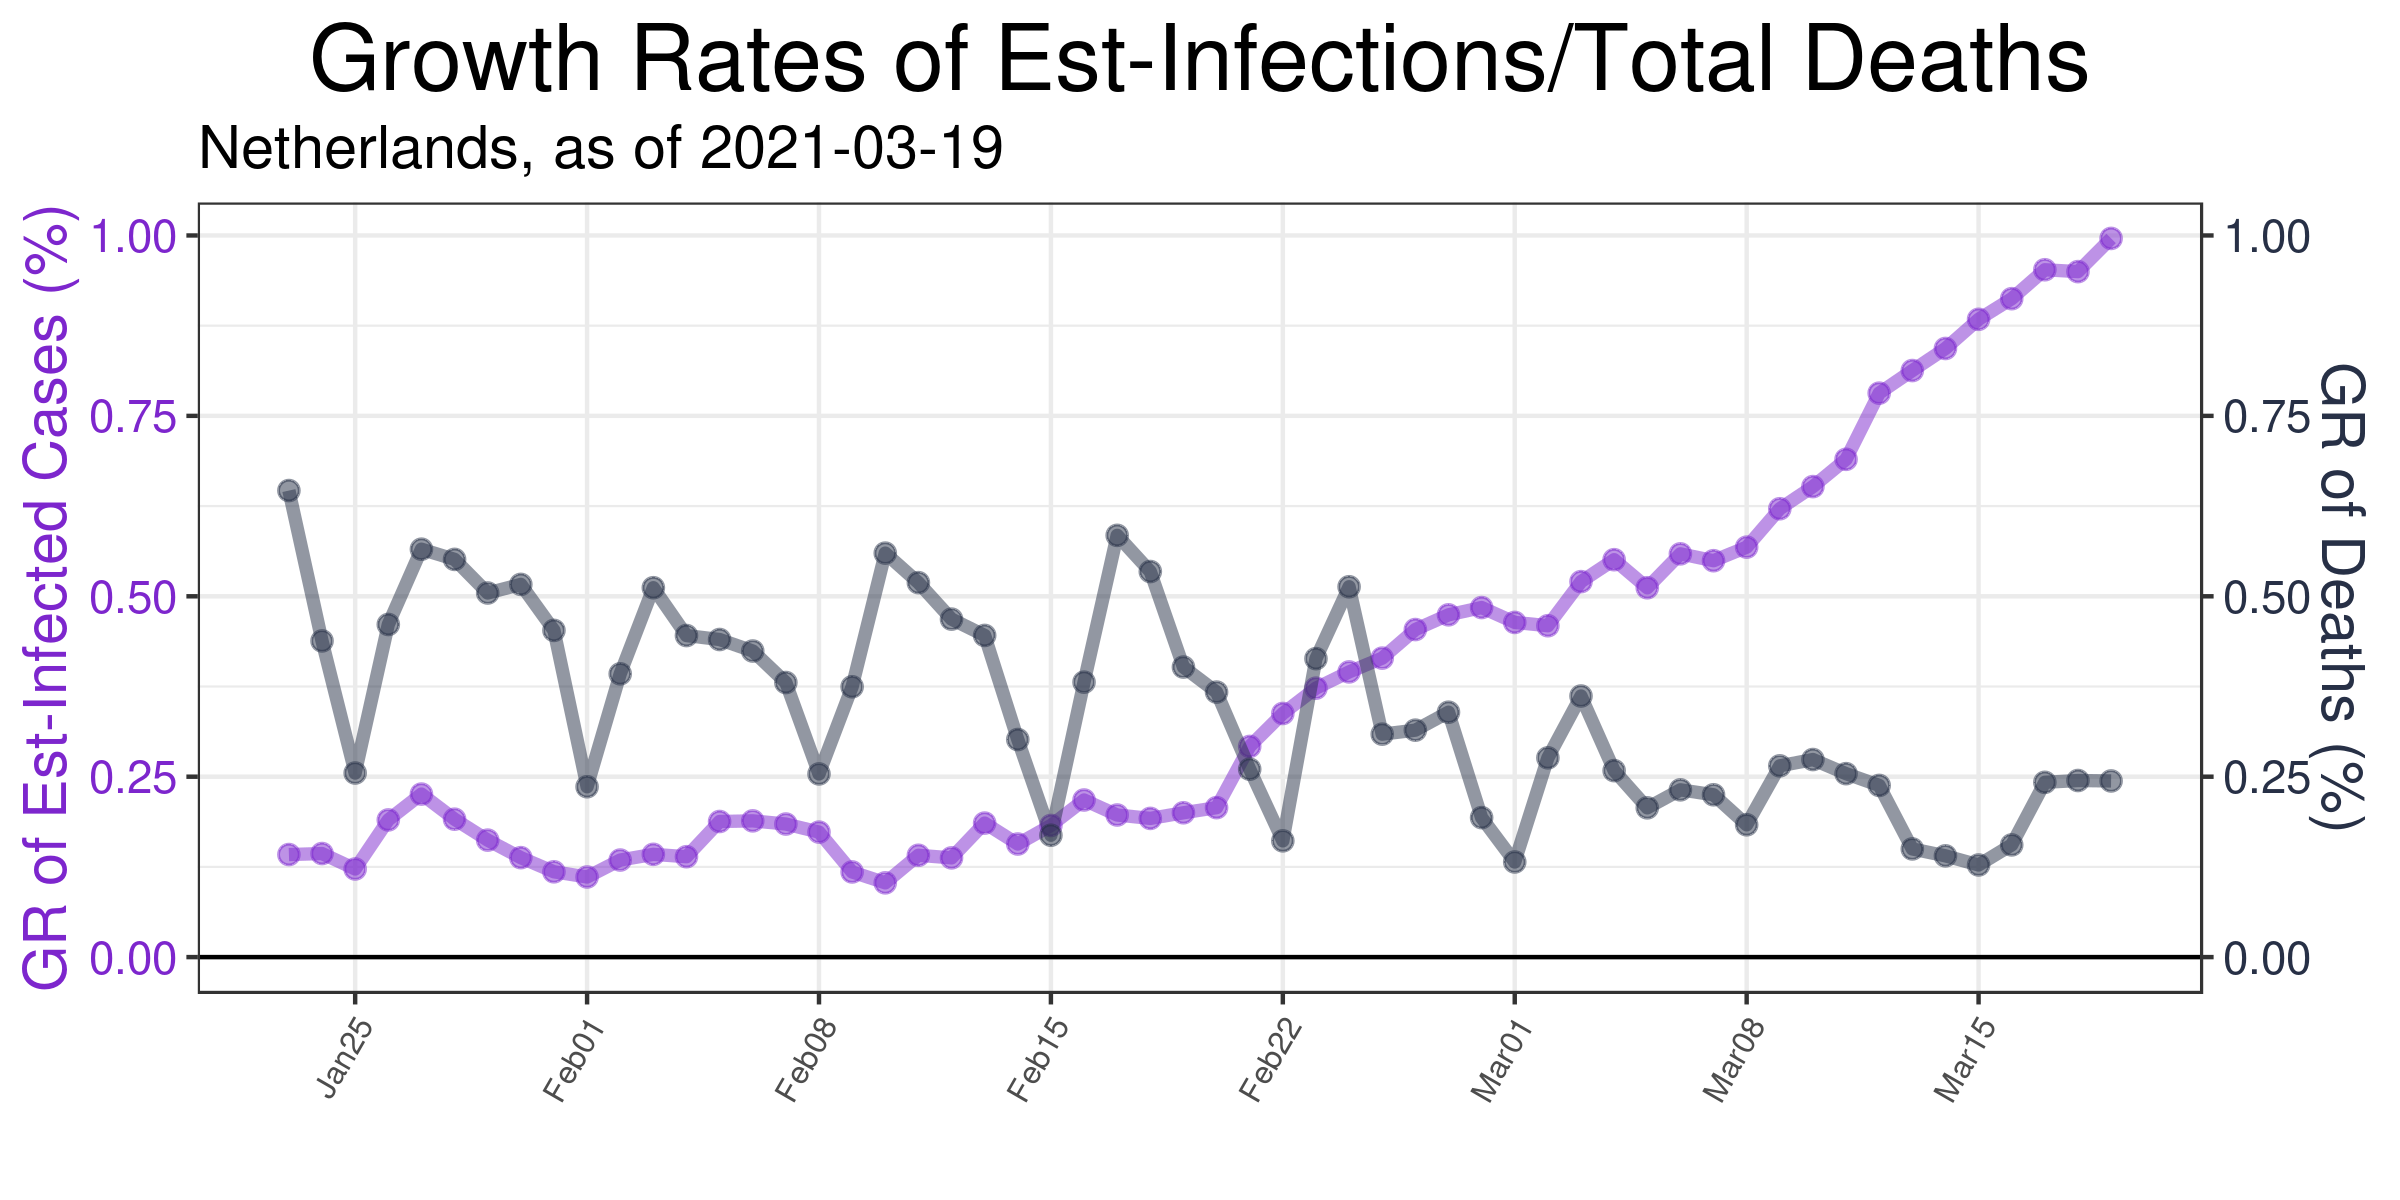 Growth Rates of Est-Infections/Total Deaths
Netherlands, as of 2021-03-19
GR of Est-Infected Cases (%)
1.00
0.75
0.50
0.25
0.00
1.00
0.75
0.50
0.25
0.00
GR of Deaths (%)
Jan25
Feb01
Feb08
Feb15
Feb22
Mar01
Mar08
Mar15